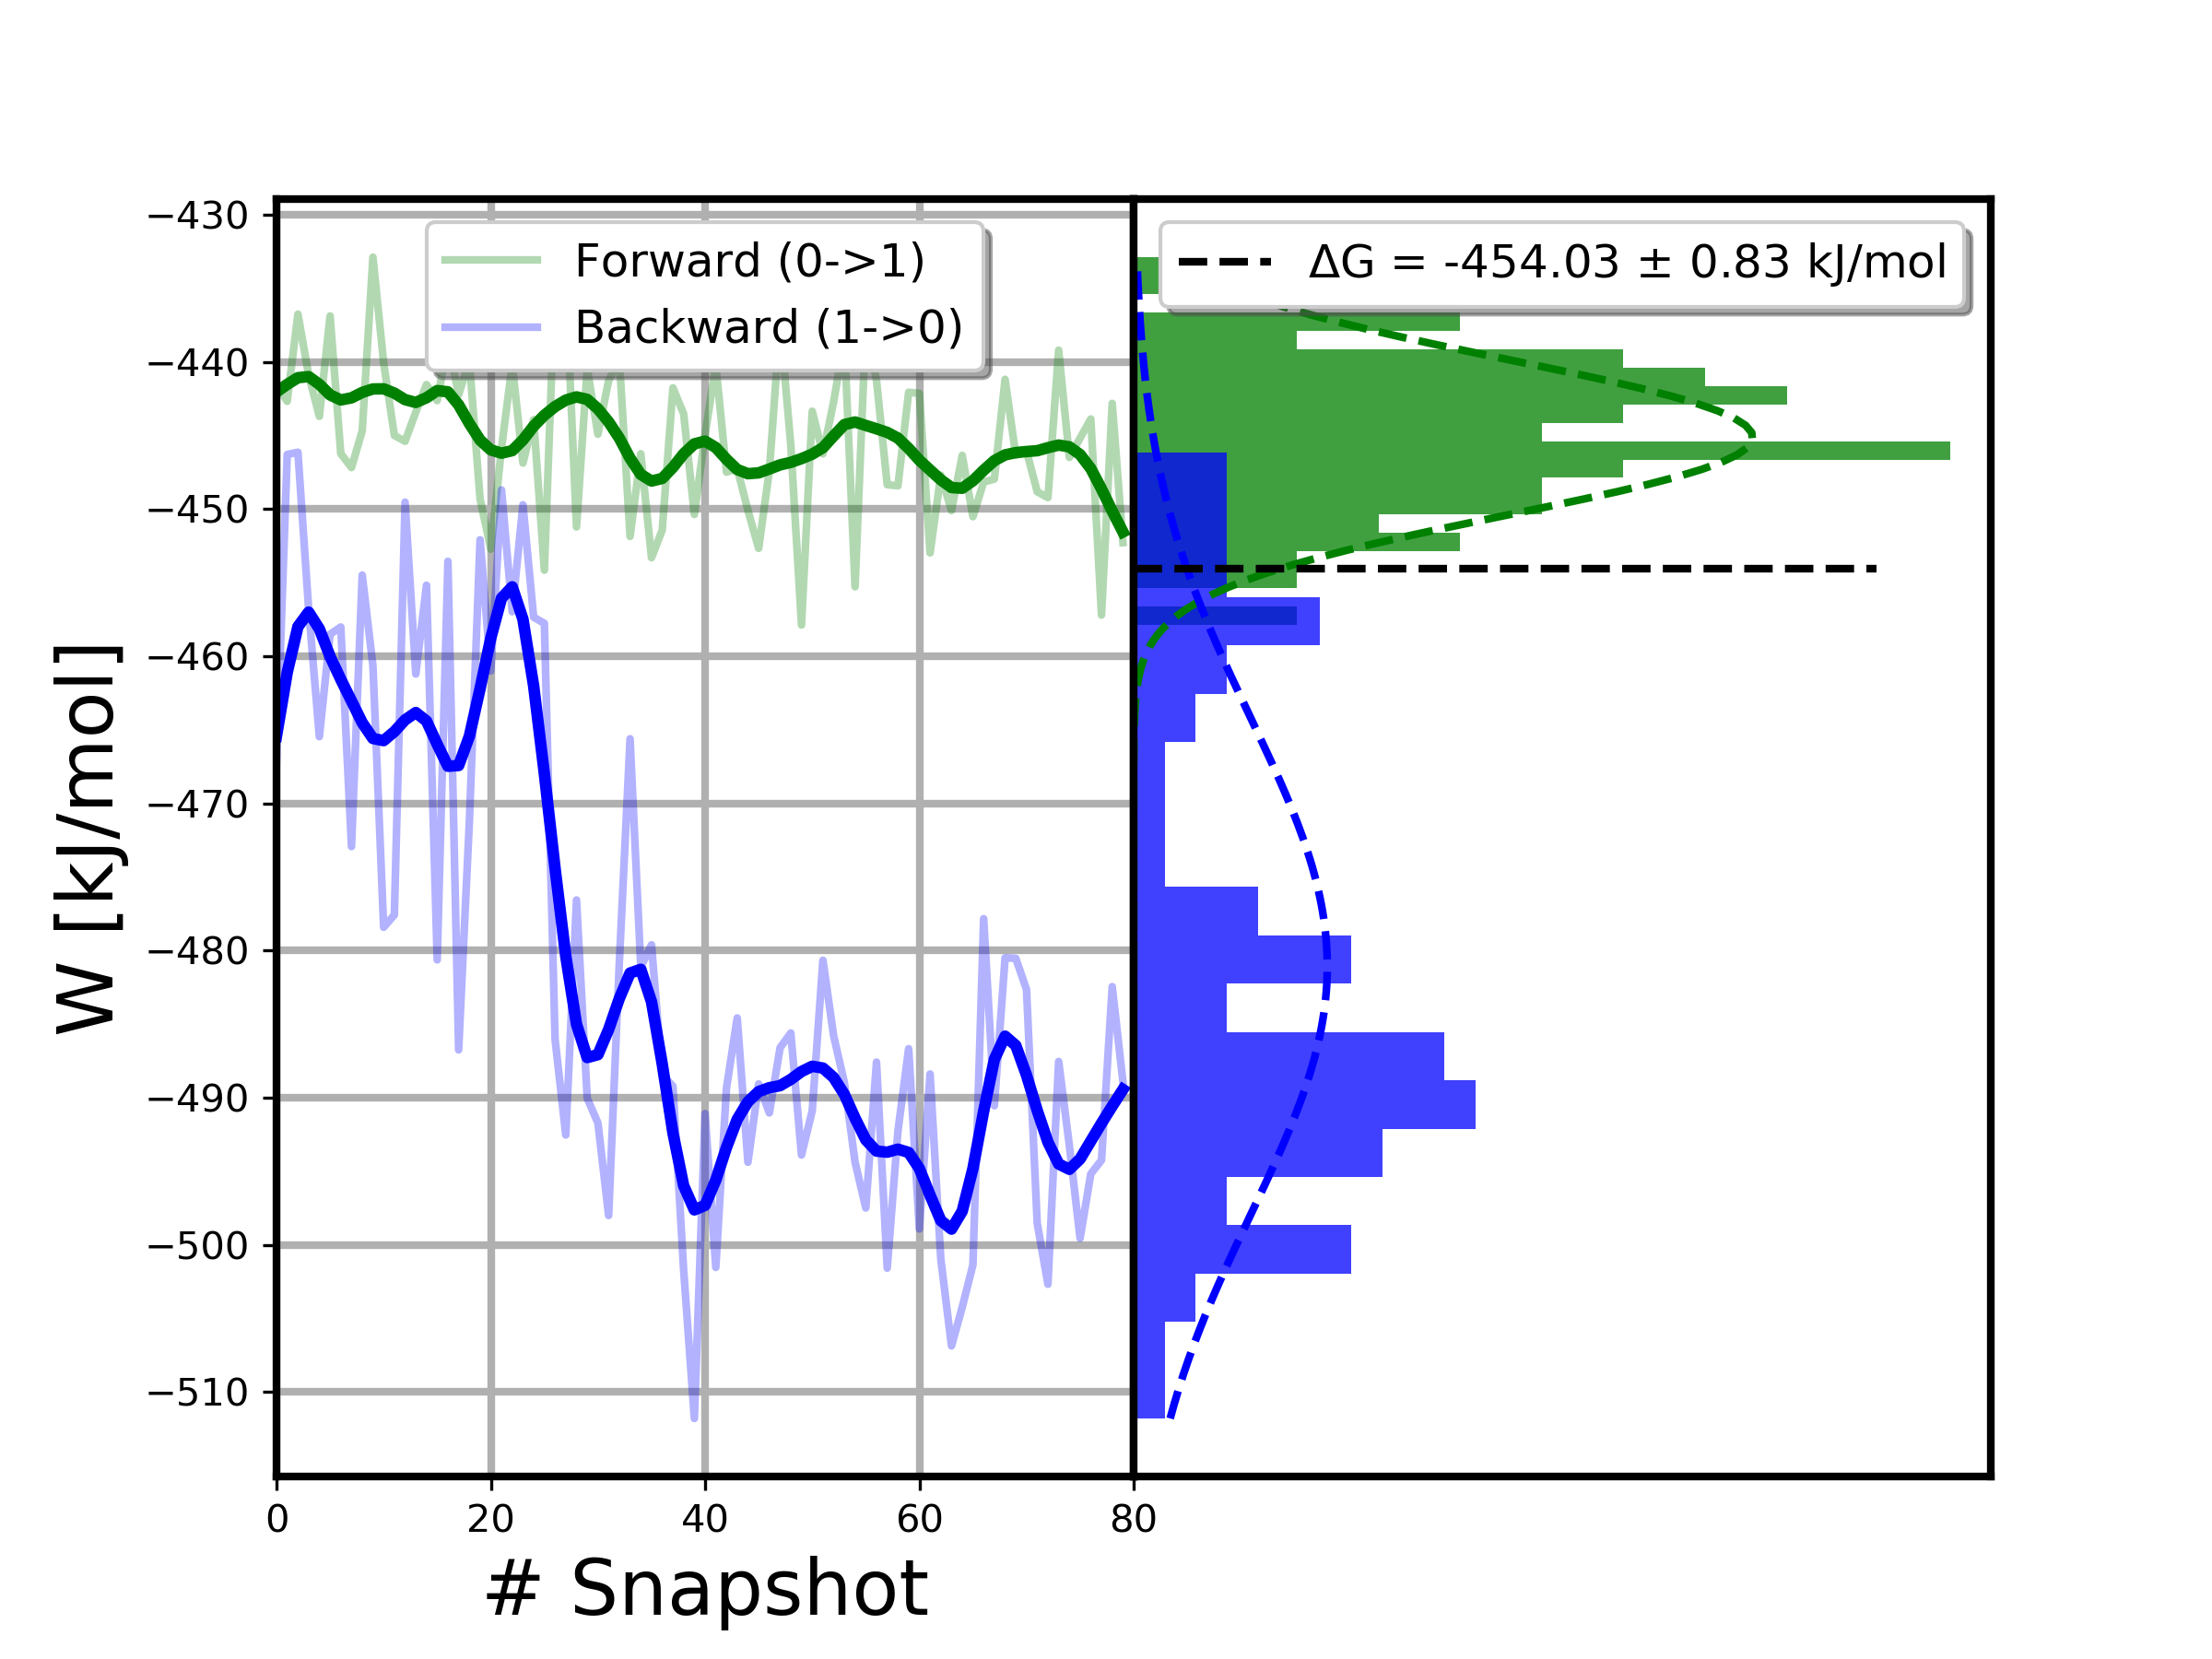 W [kJ/mol]
−430
−440
−450
−460
−470
−480
−490
−500
−510
Forward (0->1)
Backward (1->0)
ΔG = -454.03 ± 0.83 kJ/mol
0 20 40 60 80
# Snapshot